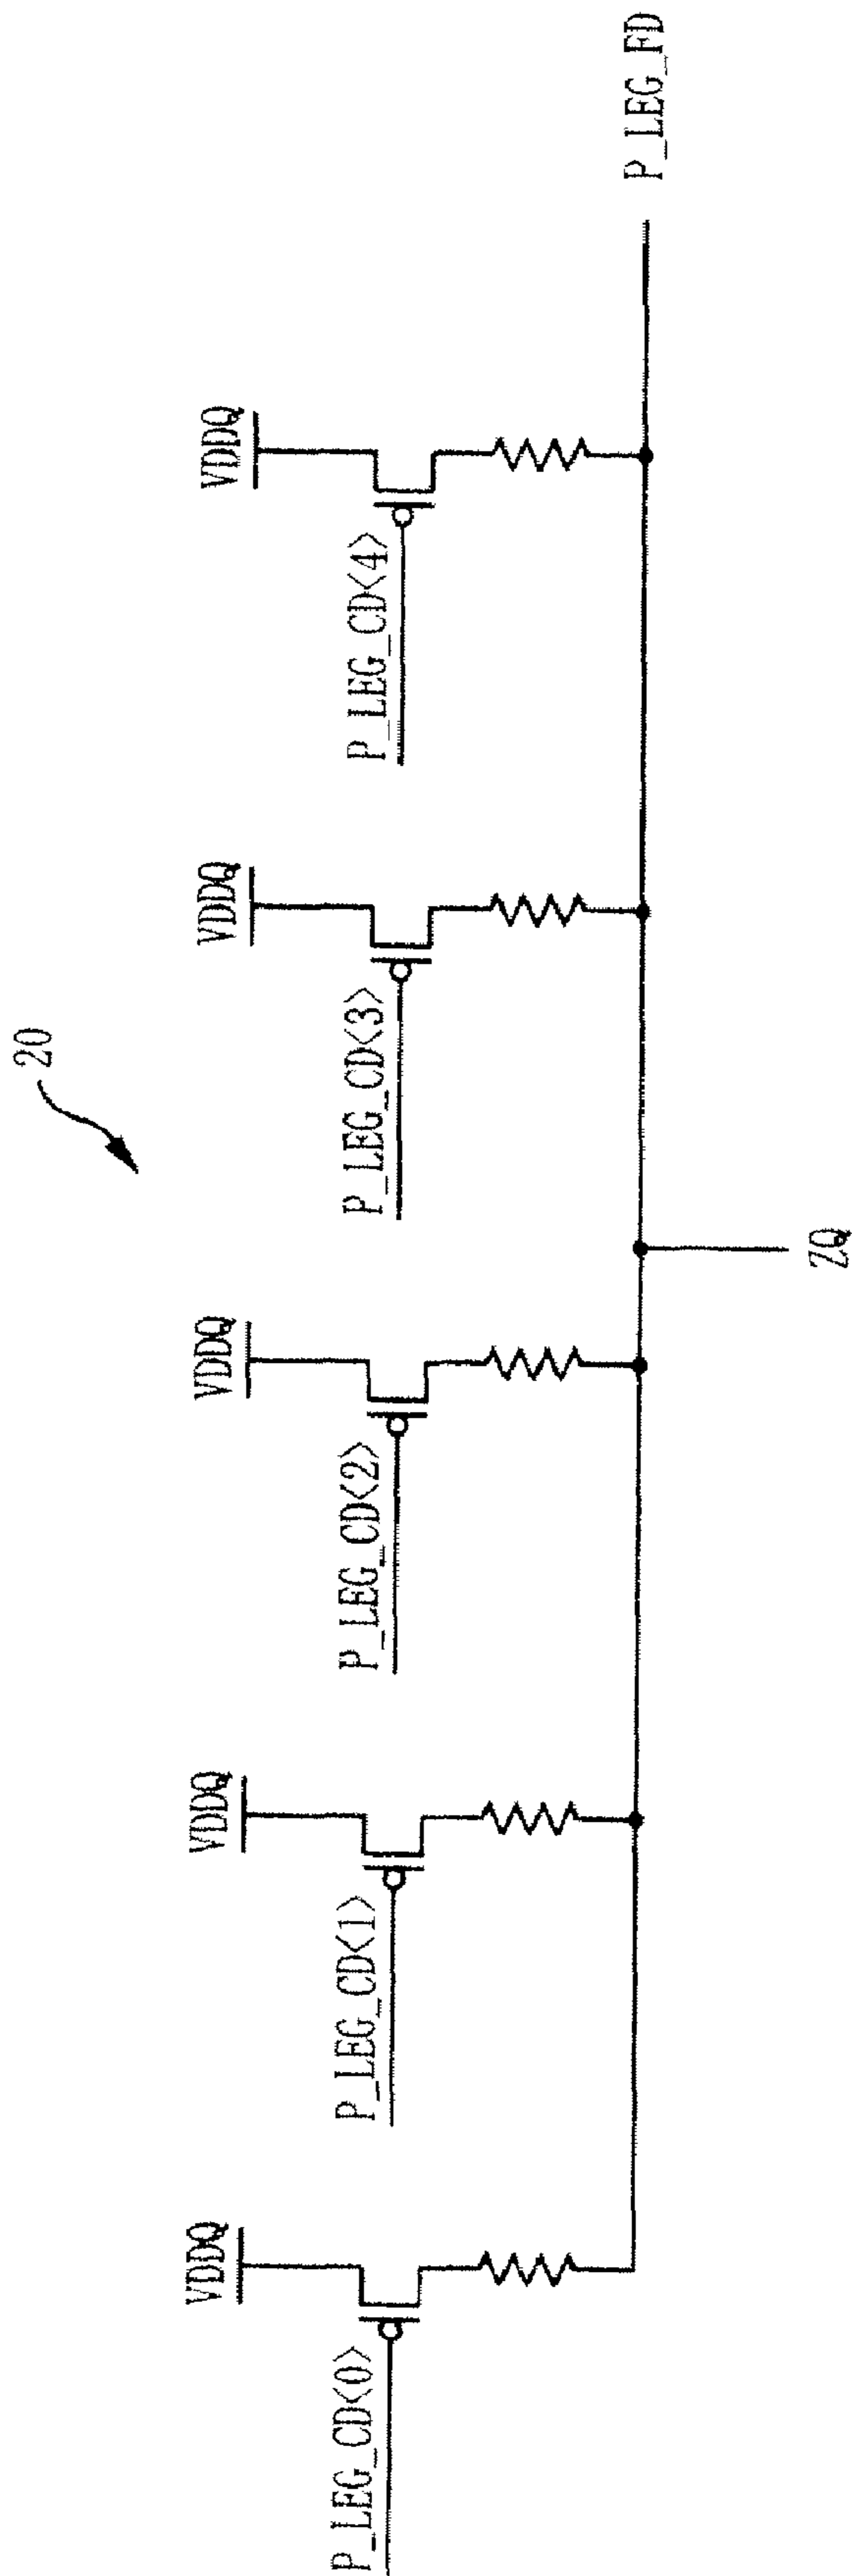 20
VDDQ
VDDQ
VDDQ
VDDQ
VDDQ
P_LEG_CD<0>
P_LEG_CD<1>
P_LEG_CD<2>
P_LEG_CD<3>
P_LEG_CD<4>
P_LEG_FD
ZQ